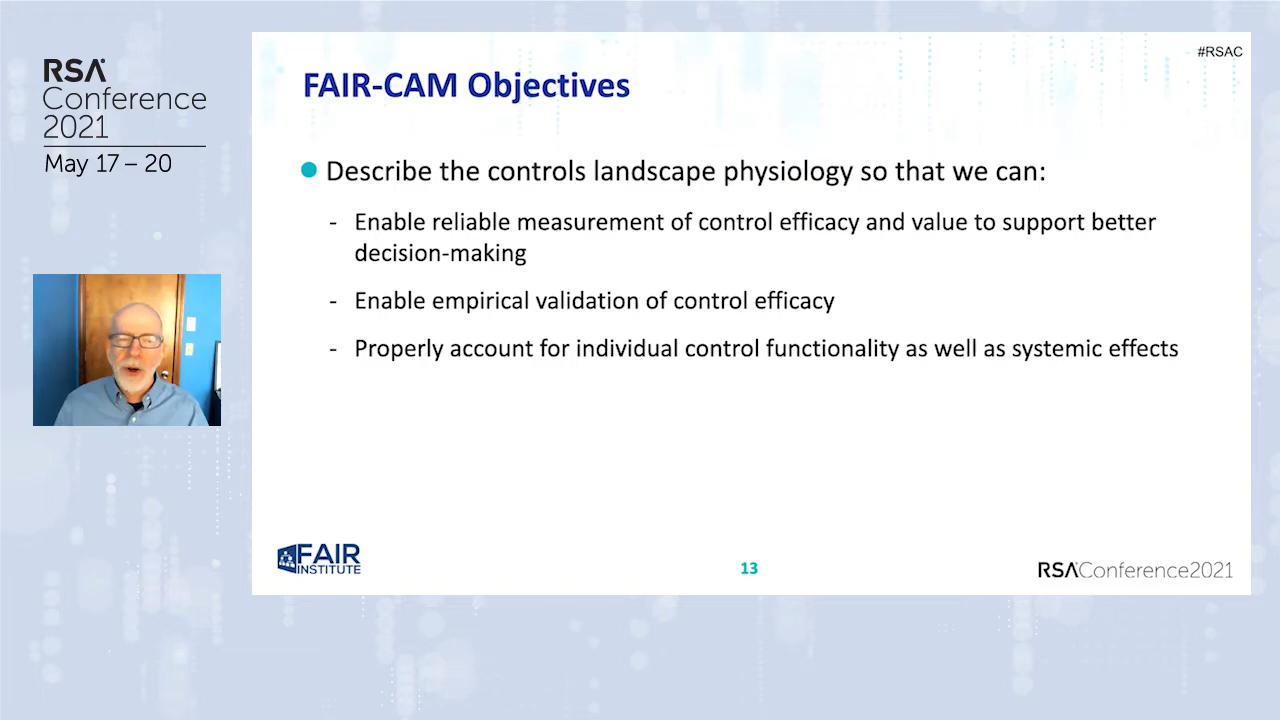 RSA
Conference
2021
May 17 – 20
#RSAC
FAIR-CAM Objectives
Describe the controls landscape physiology so that we can:
- Enable reliable measurement of control efficacy and value to support better
decision-making
- Enable empirical validation of control efficacy
- Properly account for individual control functionality as well as systemic effects
FAIR
INSTITUTE
13
RSAConference2021